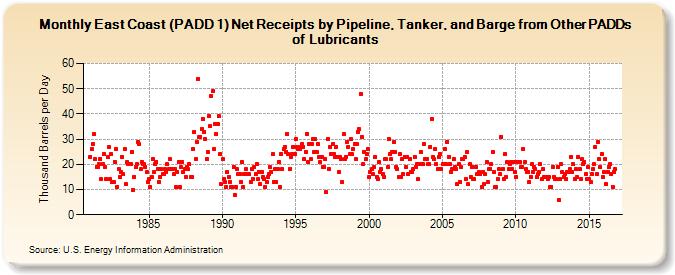 Monthly East Coast (PADD 1) Net Receipts by Pipeline, Tanker, and Barge from Other PADDs
of Lubricants
Thousand Barrels per Day
60
50
40
30
20
10
0
1985 1990 1995 2000 2005 2010 2015
Source: U.S. Energy Information Administration